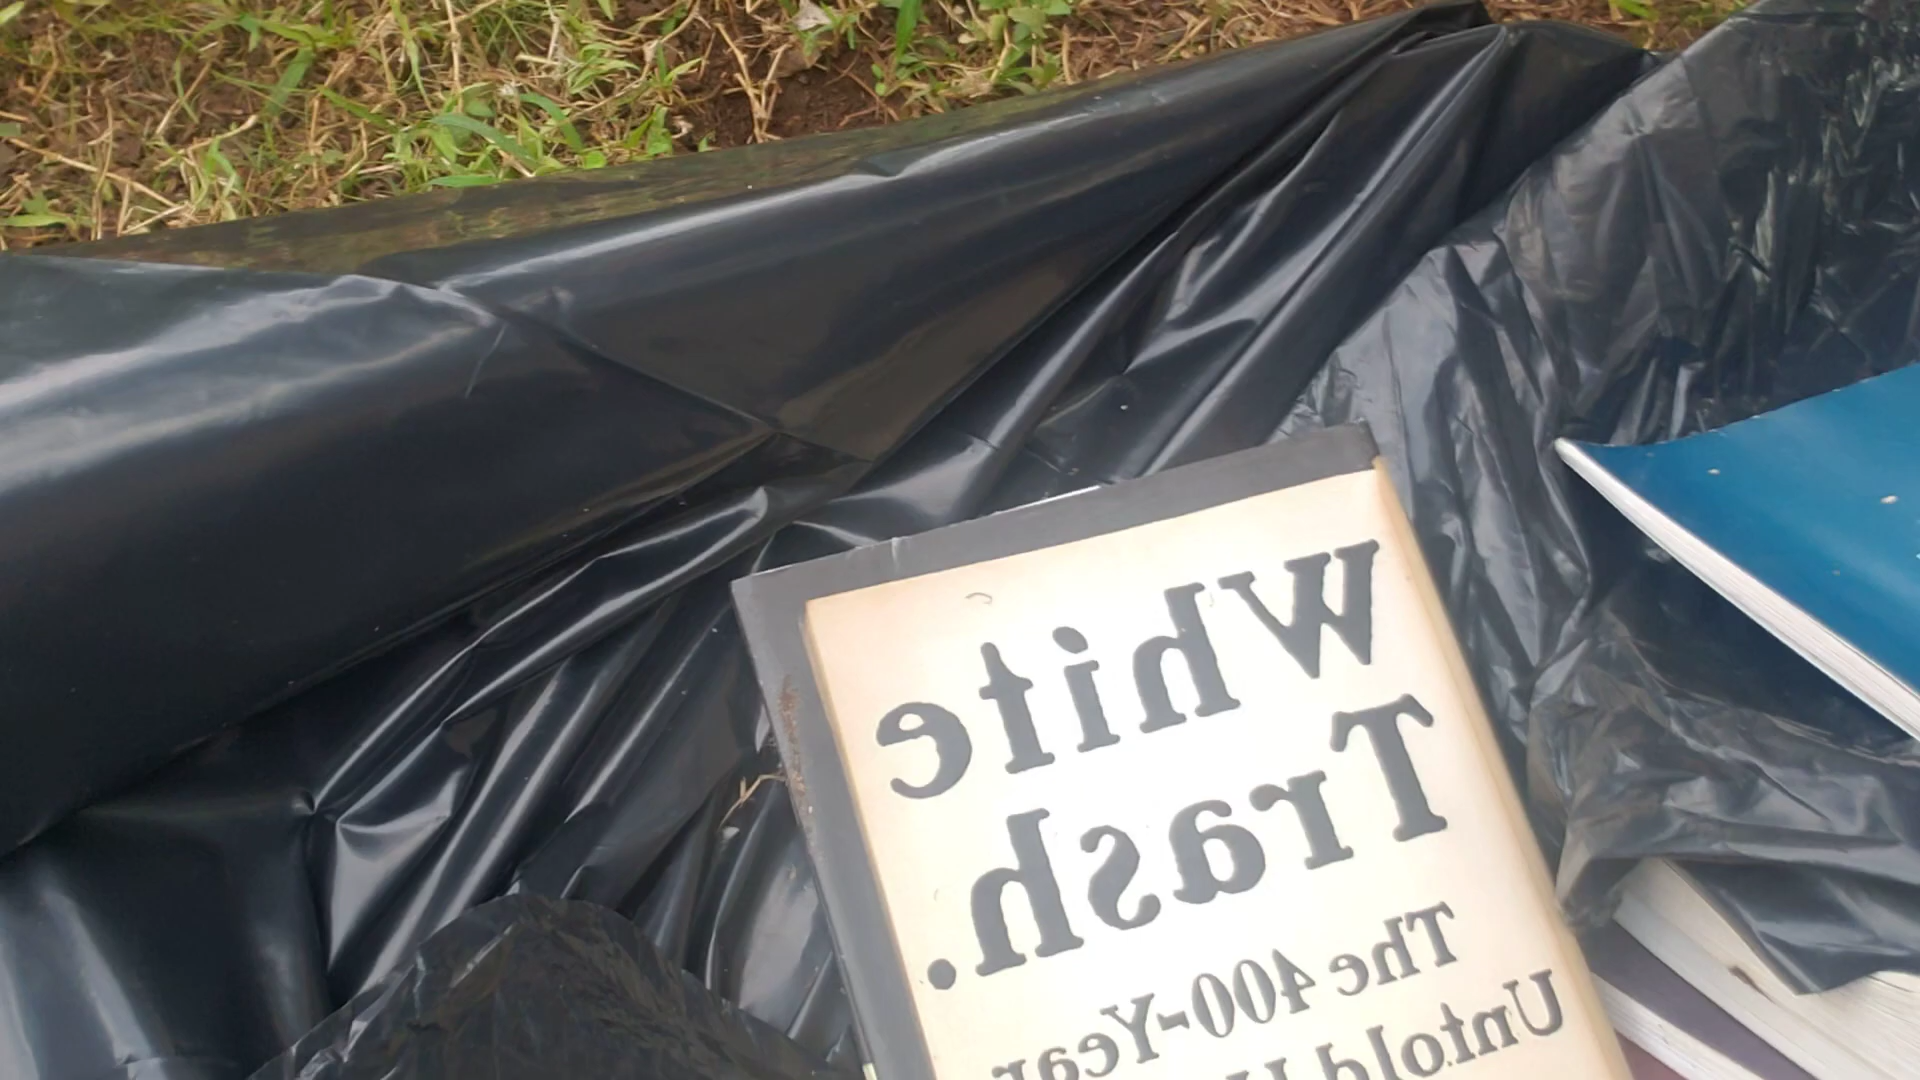 White
Trash.
The 400-Year
Untold